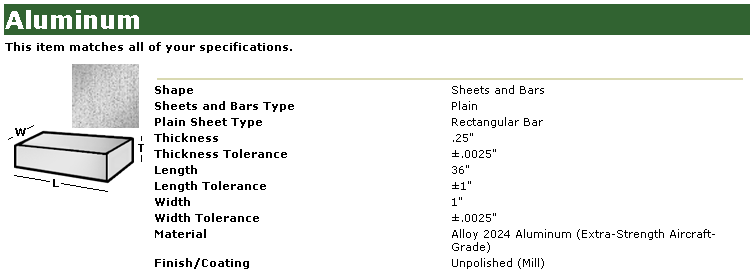 Aluminum
This item matches all of your specifications.
Shape Sheets and Bars
Sheets and Bars Type Plain
Plain Sheet Type Rectangular Bar
Thickness .25"
Thickness Tolerance ±.0025"
Length 36"
Length Tolerance ±1"
Width 1"
Width Tolerance ±.0025"
Material Alloy 2024 Aluminum (Extra-Strength Aircraft-
Grade)
Finish/Coating Unpolished (Mill)
W
T
L